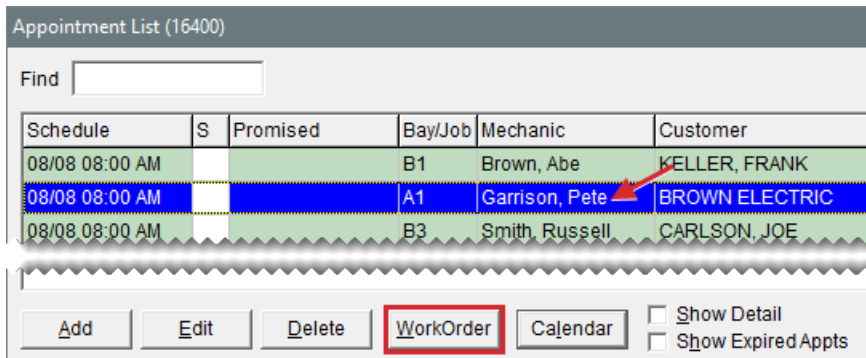 Appointment List (16400)
Find
Schedule S Promised Bay/Job Mechanic Customer
08/08 08:00 AM B1 Brown, Abe KELLER, FRANK
08/08 08:00 AM A1 Garrison, Pete BROWN ELECTRIC
08/08 08:00 AM B3 Smith, Russell CARLSON, JOE
Add Edit Delete WorkOrder Calendar Show Detail
Show Expired Appts